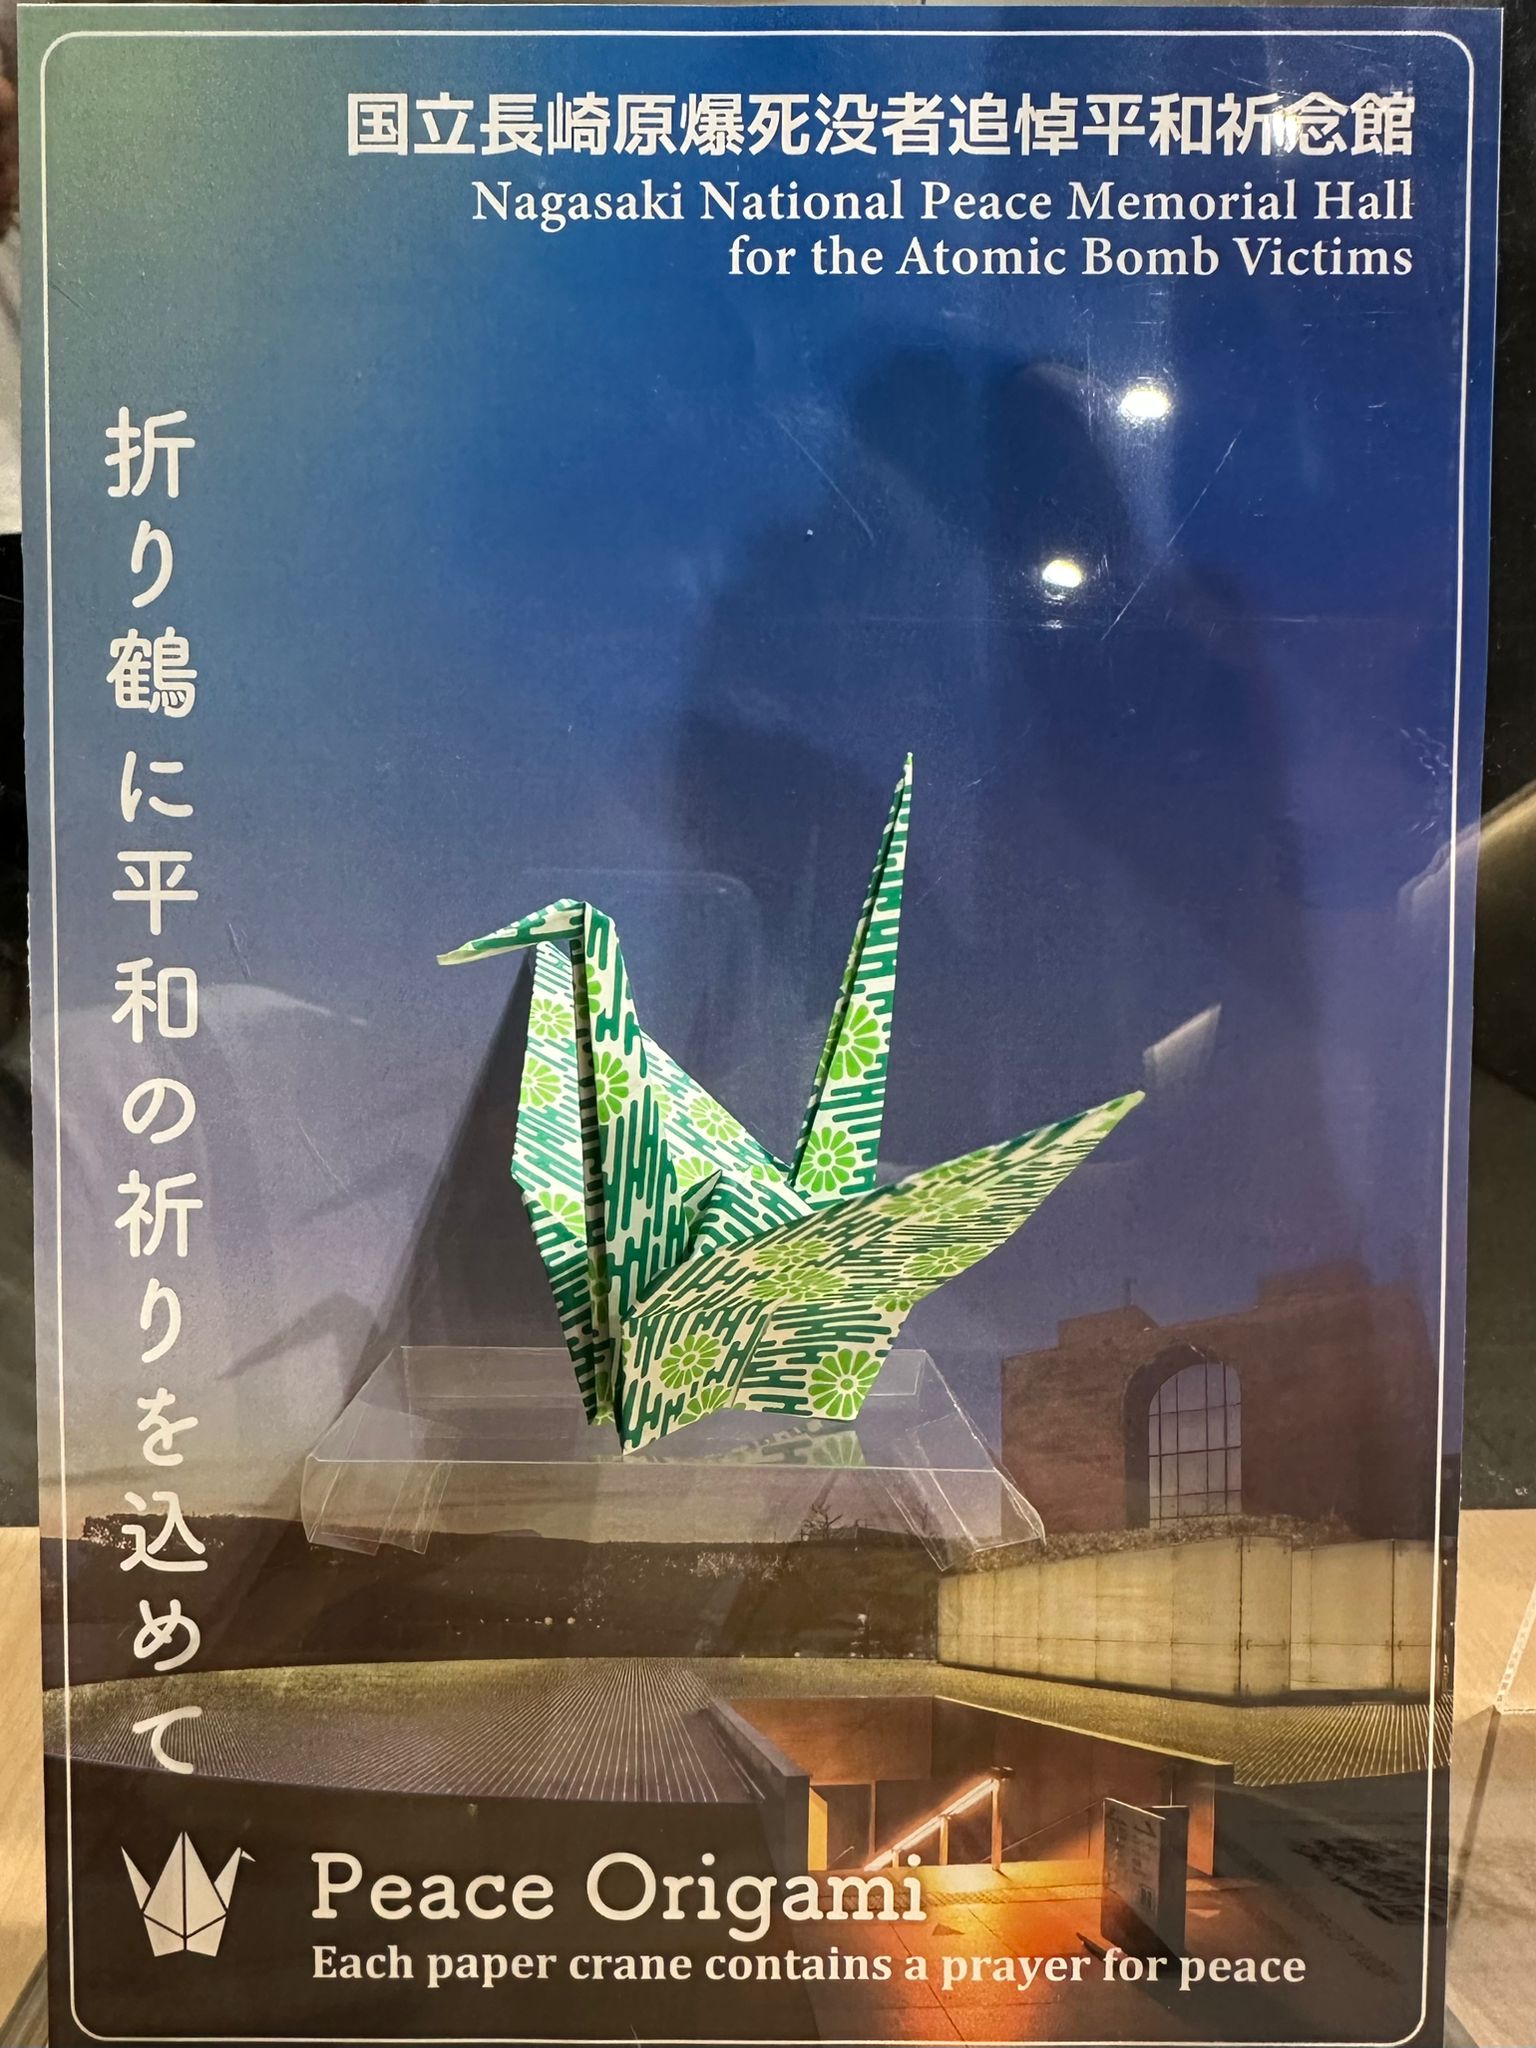 国立長崎原爆死没者追悼平和祈念館
Nagasaki National Peace Memorial Hall
for the Atomic Bomb Victims
折り鶴に平和の祈りを込めて
Peace Origami
Each paper crane contains a prayer for peace